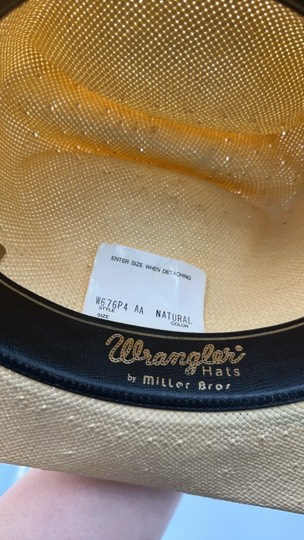 ENTER SIZE WHEN DETACHING
W676P4 AA NATURAL
STYLE COLOR
SIZE
Wrangler®
Hats
by Miller Bros